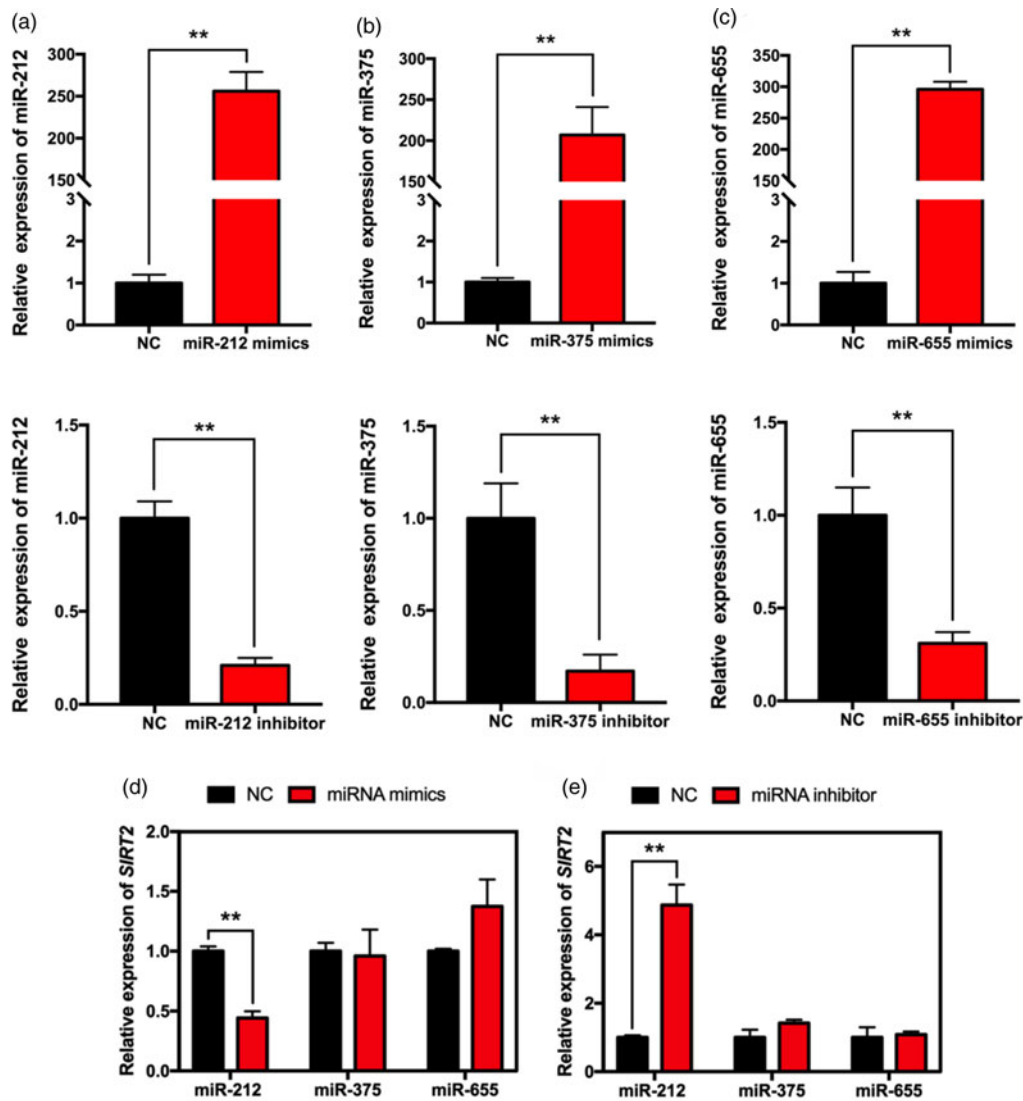 (a)
Relative expression of miR-212
300
250
200
150
3
2
1
0
**
NC
miR-212 mimics
(b)
Relative expression of miR-375
300
250
200
150
3
2
1
0
**
NC
miR-375 mimics
(c)
Relative expression of miR-655
350
300
250
200
150
3
2
1
0
**
NC
miR-655 mimics
Relative expression of miR-212
1.5
1.0
0.5
0.0
**
NC
miR-212 inhibitor
Relative expression of miR-375
1.5
1.0
0.5
0.0
**
NC
miR-375 inhibitor
Relative expression of miR-655
1.5
1.0
0.5
0.0
**
NC
miR-655 inhibitor
(d)
NC
miRNA mimics
Relative expression of SIRT2
2.0
1.5
1.0
0.5
0.0
**
miR-212
miR-375
miR-655
(e)
NC
miRNA inhibitor
Relative expression of SIRT2
6
4
2
0
**
miR-212
miR-375
miR-655